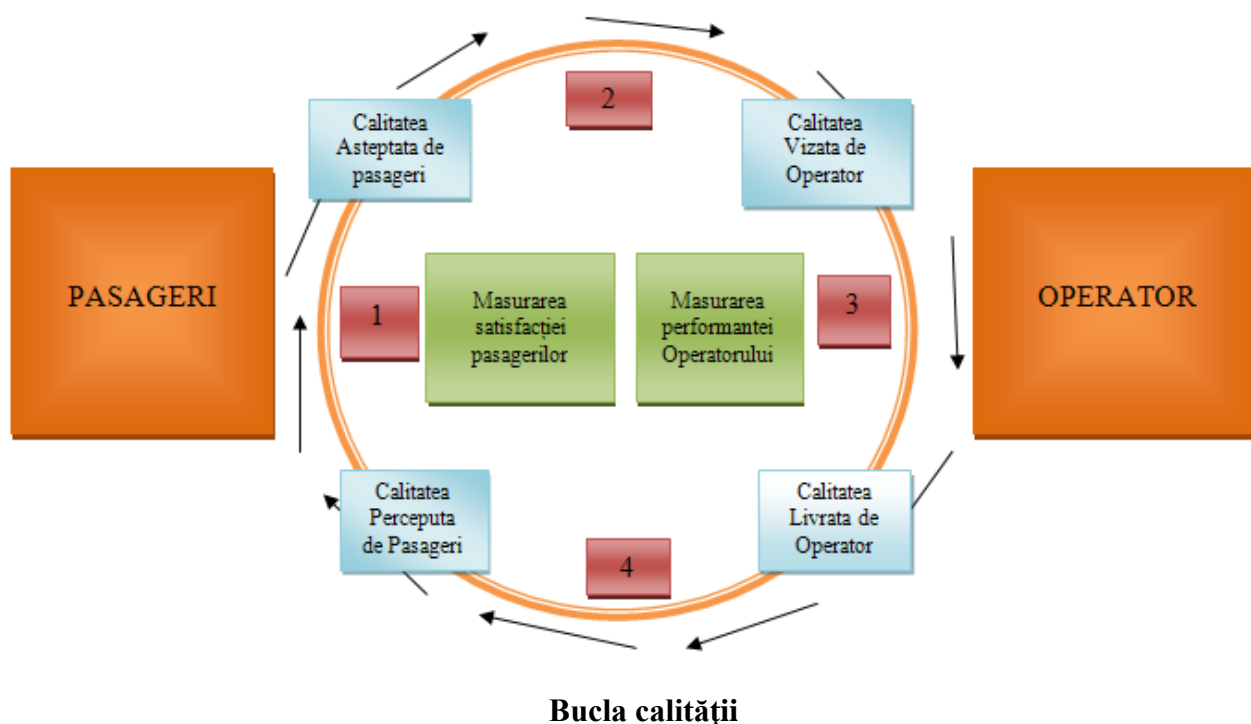 2
Calitatea
Asteptata de
pasageri
Calitatea
Vizata de
Operator
PASAGERI
1
Masurarea
satisfacției
pasagerilor
Masurarea
performantei
Operatorului
3
OPERATOR
Calitatea
Perceputa
de Pasageri
Calitatea
Livrata de
Operator
4
Bucla calității